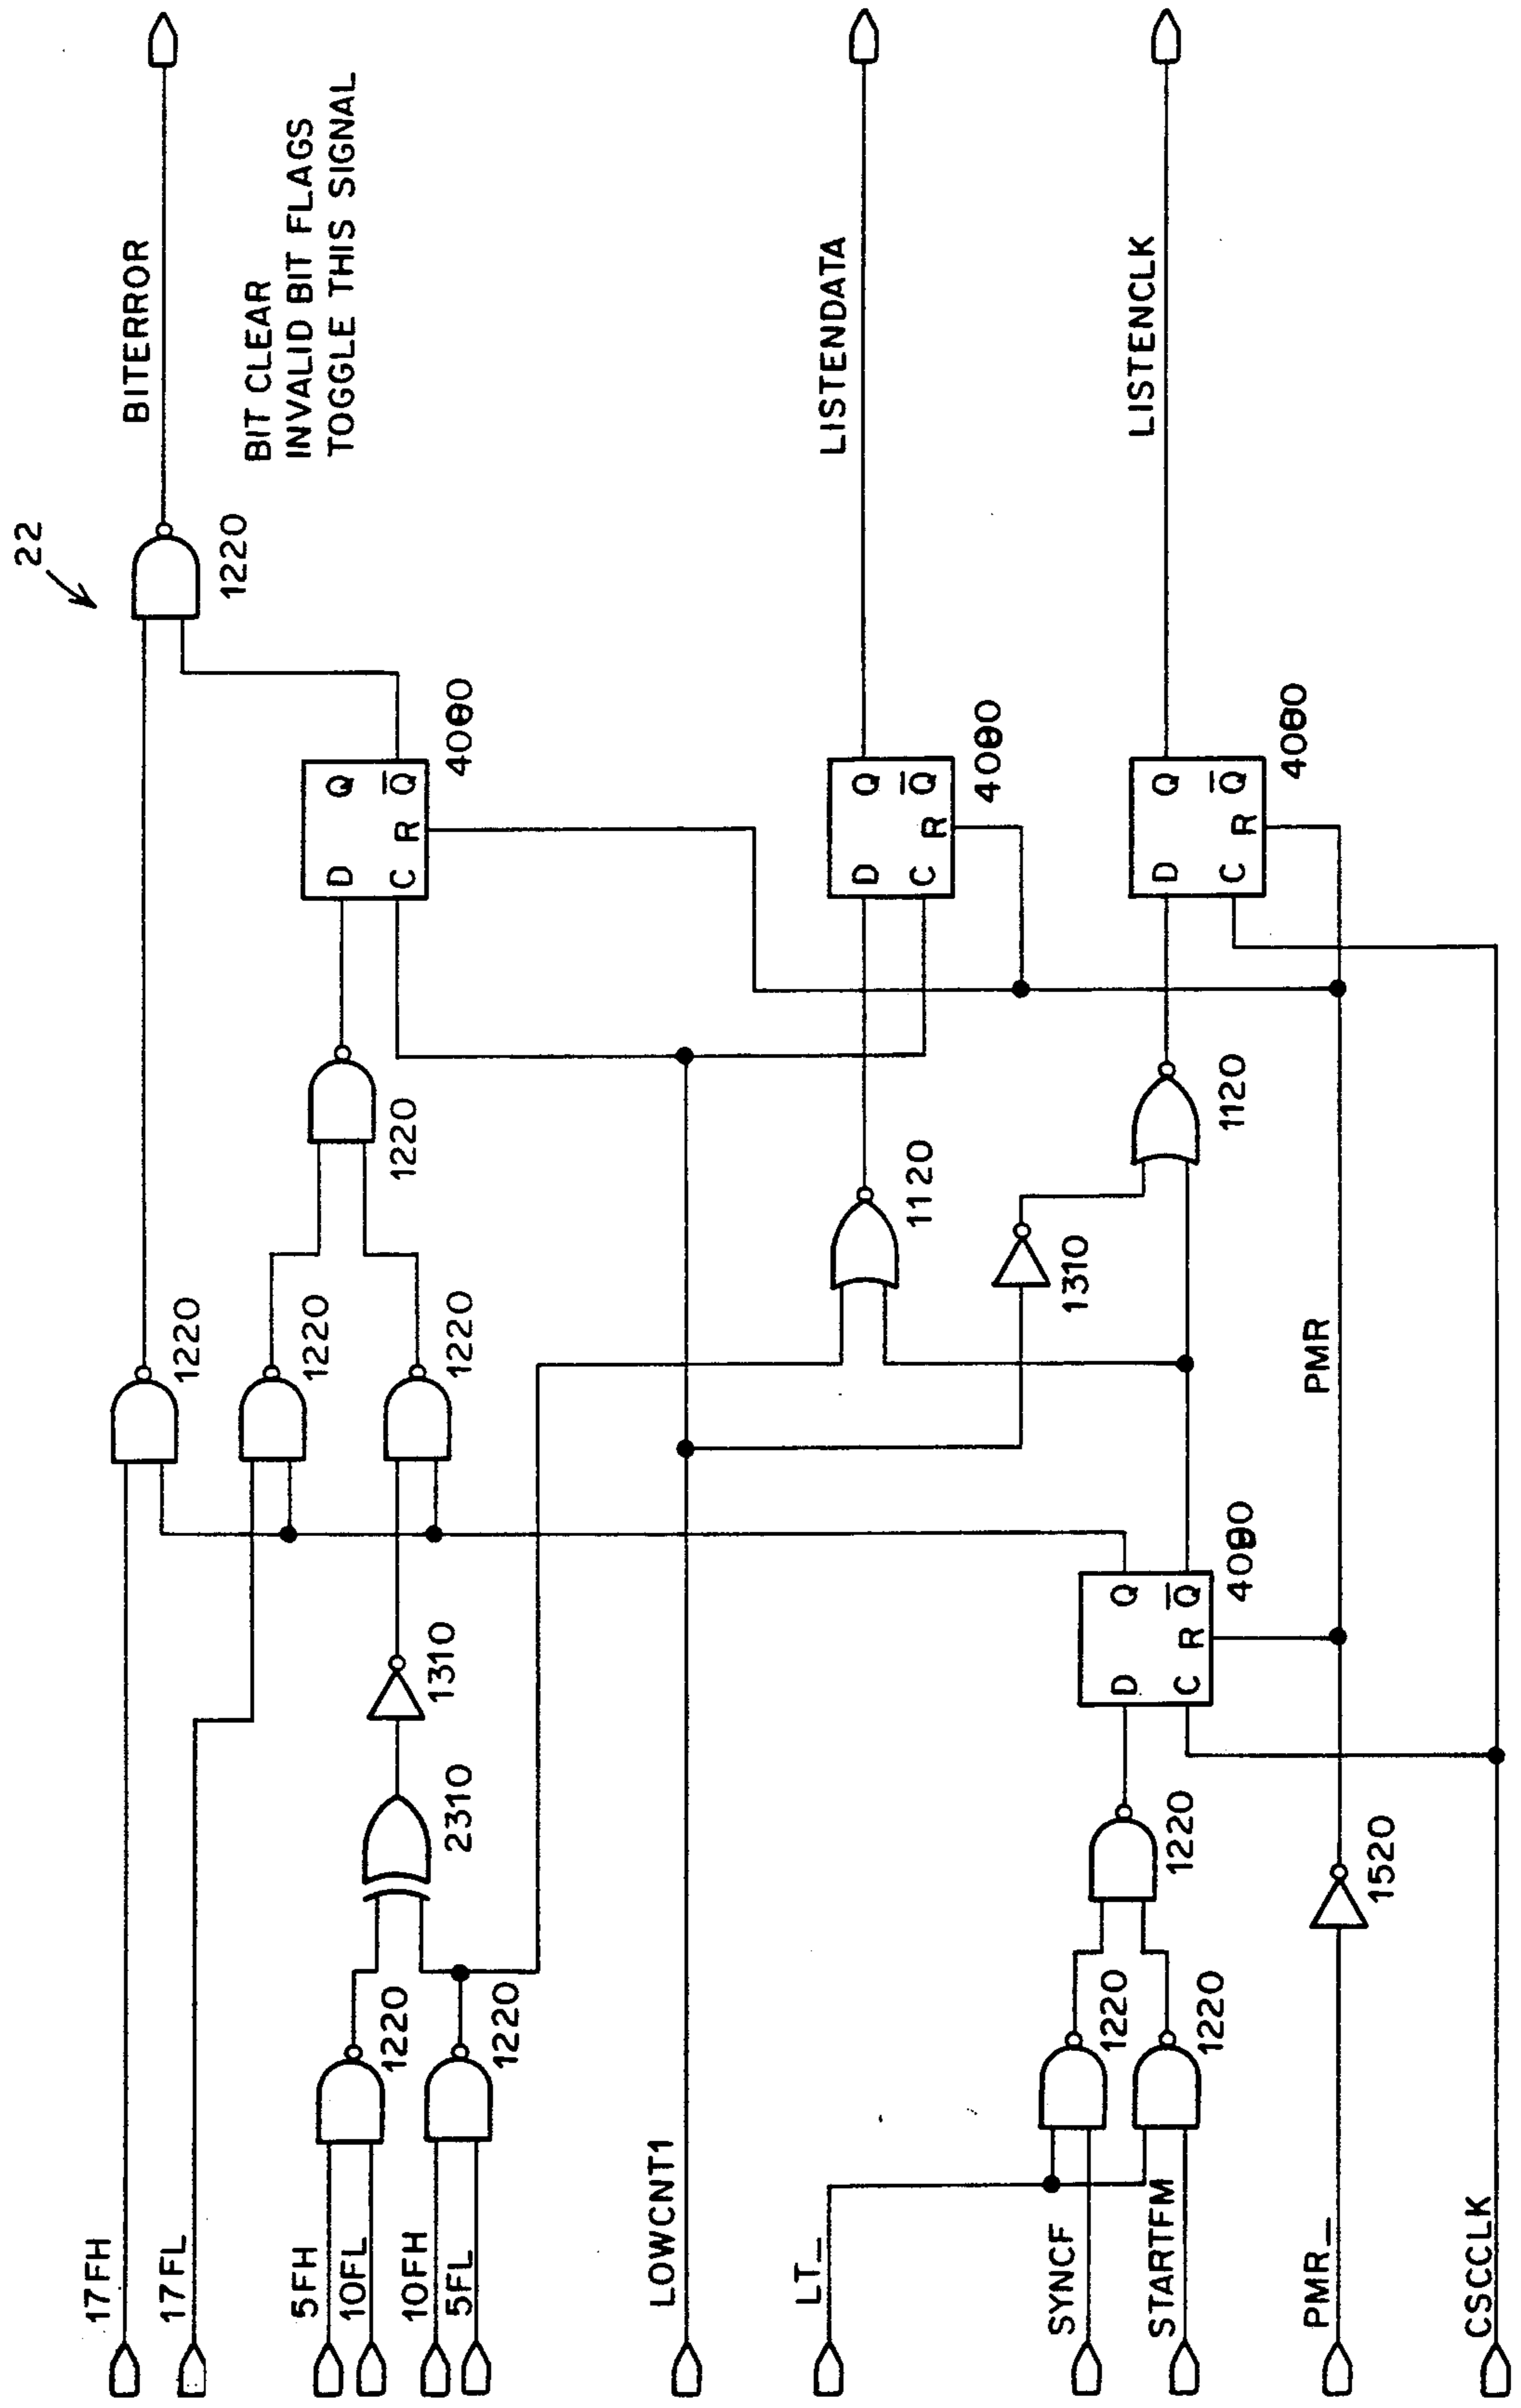 22
BITERROR
BIT CLEAR
INVALID BIT FLAGS
TOGGLE THIS SIGNAL
LISTENDATA
LISTENCLK
1220
Q
Q
D
C
R
4080
Q
Q
D
C
R
4080
Q
Q
D
C
R
4080
1220
1120
1120
1310
1220
1220
1220
PMR
1310
2310
1220
1220
Q
Q
D
C
R
4080
1220
1220
1220
1520
17FH
17FL
5FH
10FL
10FH
5FL
LOWCNT1
LT_
SYNCF
STARTFM
PMR_
CSCCLK